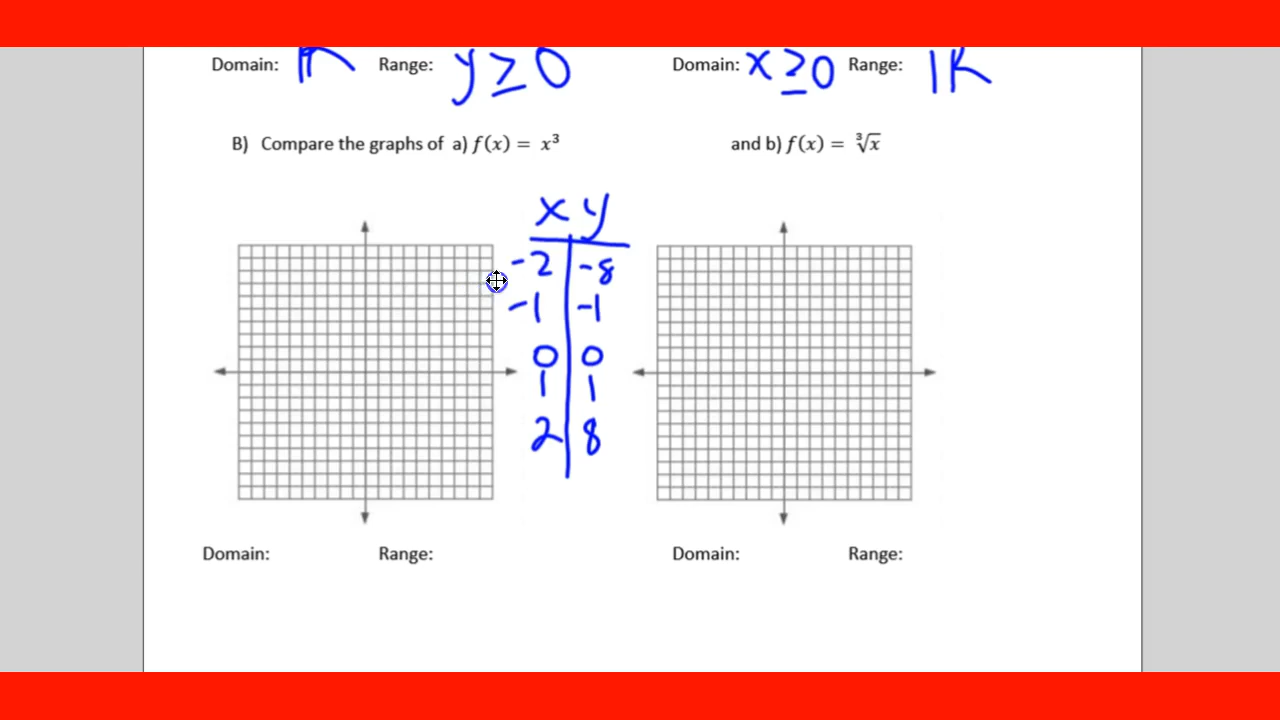 Domain: ℝ Range: y ≥ 0 Domain: x ≥ 0 Range: ℝ
B) Compare the graphs of a) f(x) = x³ and b) f(x) = ∛x
x y
-2 -8
-1 -1
0 0
1 1
2 8
Domain: Range: Domain: Range: